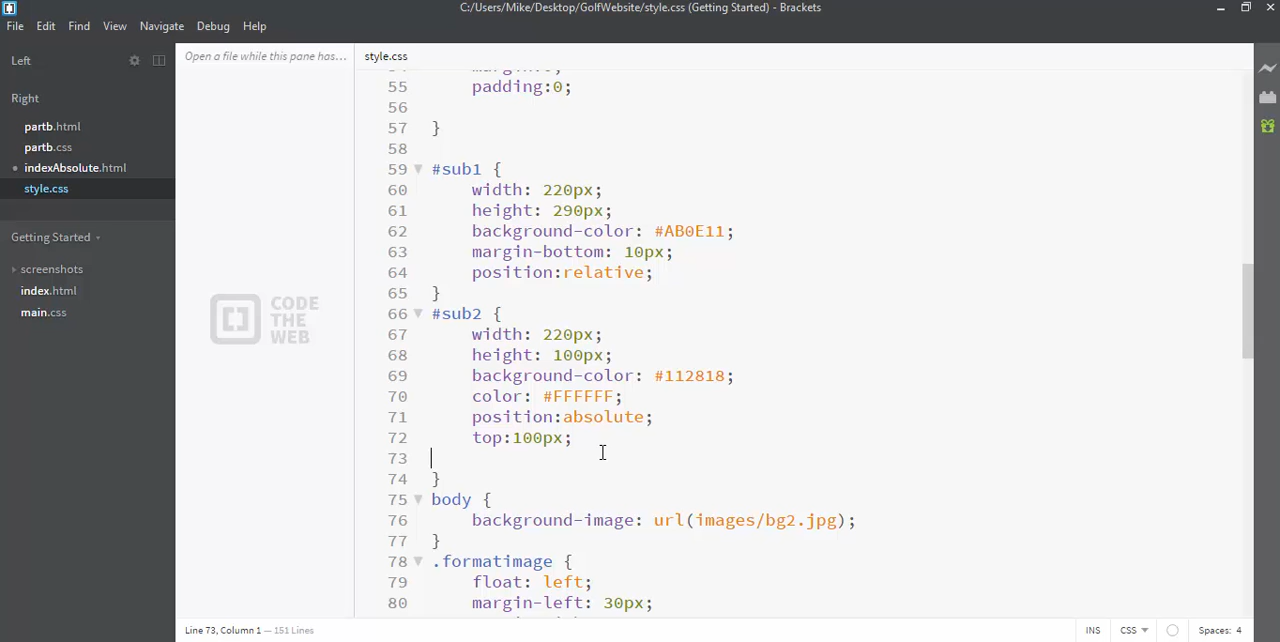 C:/Users/Mike/Desktop/GolfWebsite/style.css (Getting Started) - Brackets
File Edit Find View Navigate Debug Help
Left
Open a file while this pane has...
style.css
Right
partb.html
partb.css
indexAbsolute.html
style.css
Getting Started
screenshots
index.html
main.css
CODE
THE
WEB
55 padding:0;
56
57 }
58
59 #sub1 {
60 width: 220px;
61 height: 290px;
62 background-color: #AB0E11;
63 margin-bottom: 10px;
64 position:relative;
65 }
66 #sub2 {
67 width: 220px;
68 height: 100px;
69 background-color: #112818;
70 color: #FFFFFF;
71 position:absolute;
72 top:100px;
73
74 }
75 body {
76 background-image: url(images/bg2.jpg);
77 }
78 .formatimage {
79 float: left;
80 margin-left: 30px;
Line 73, Column 1 — 151 Lines
INS CSS Spaces: 4